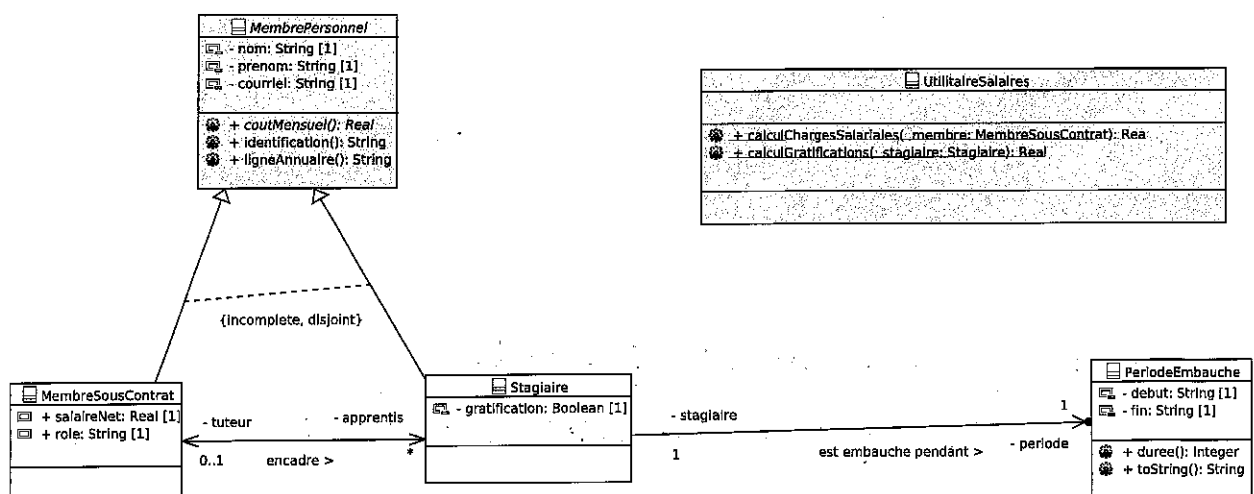 MembrePersonnel
- nom: String [1]
- prenom: String [1]
- courriel: String [1]
+ coutMensuel(): Real
+ identification(): String
+ ligneAnnuaire(): String
UtilitaireSalaires
+ calculChargesSalariales( membre: MembreSousContrat): Rea
+ calculGratifications( stagiaire: Stagiaire): Real
{incomplete, disjoint}
MembreSousContrat
+ salaireNet: Real [1]
+ role: String [1]
- tuteur
- apprentis
0..1
encadre >
*
Stagiaire
- gratification: Boolean [1]
- stagiaire
1
est embauche pendant >
1
- periode
PeriodeEmbauche
- debut: String [1]
- fin: String [1]
+ duree(): Integer
+ toString(): String